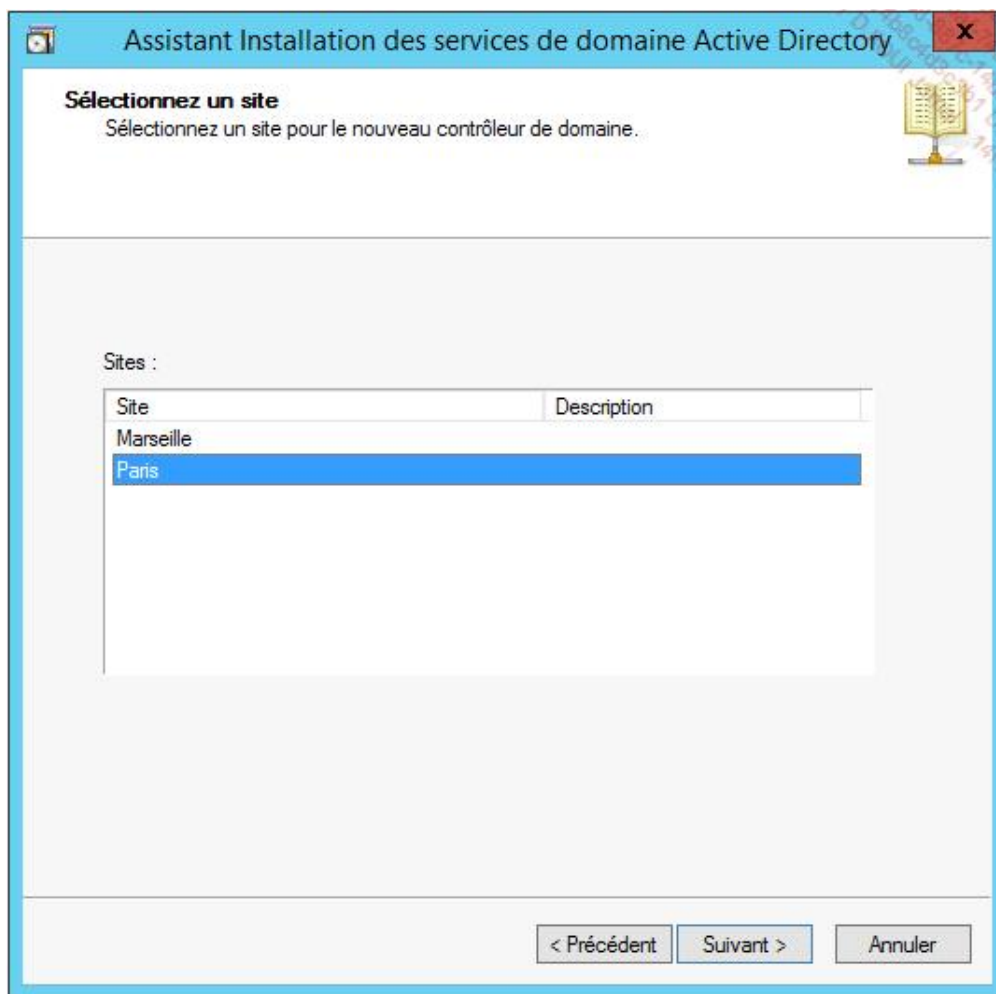 Assistant Installation des services de domaine Active Directory
x
Sélectionnez un site
Sélectionnez un site pour le nouveau contrôleur de domaine.
Sites :
Site Description
Marseille
Paris
< Précédent Suivant > Annuler